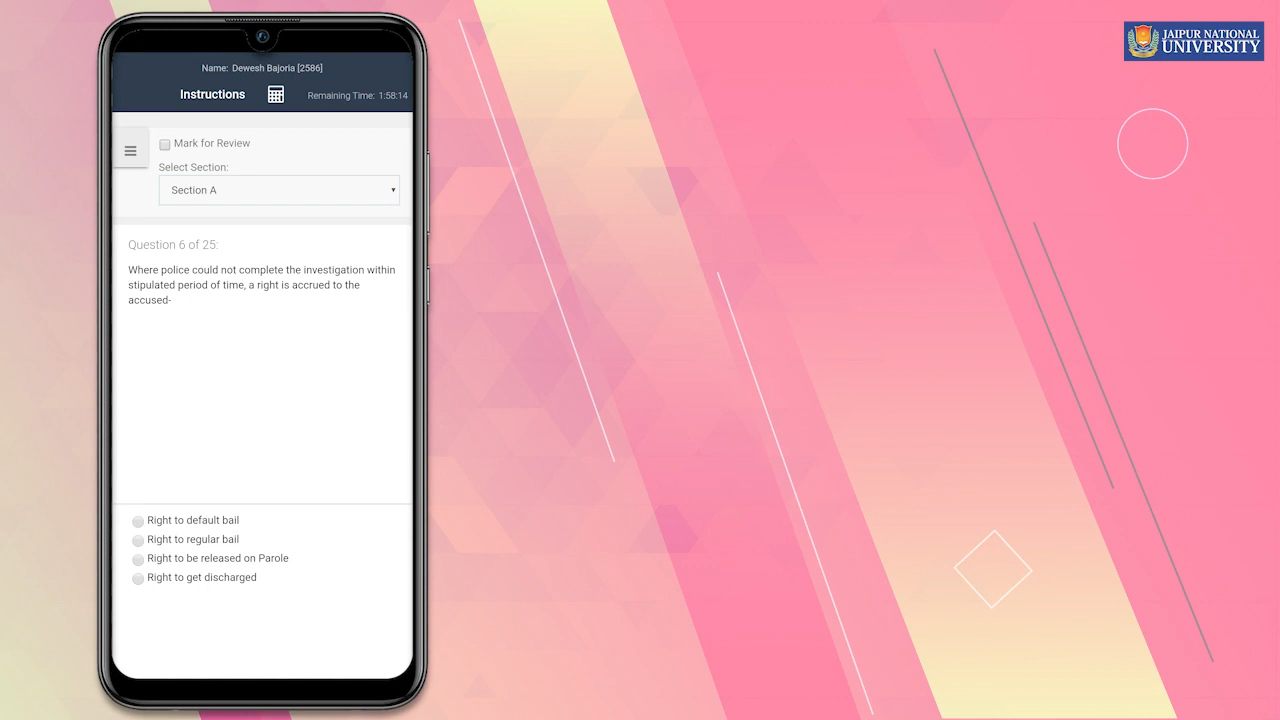 Name: Dewesh Bajoria [2586]
Instructions
Remaining Time: 1:58:14
Mark for Review
Select Section:
Section A
Question 6 of 25:
Where police could not complete the investigation within
stipulated period of time, a right is accrued to the
accused-
Right to default bail
Right to regular bail
Right to be released on Parole
Right to get discharged
JAIPUR NATIONAL
UNIVERSITY